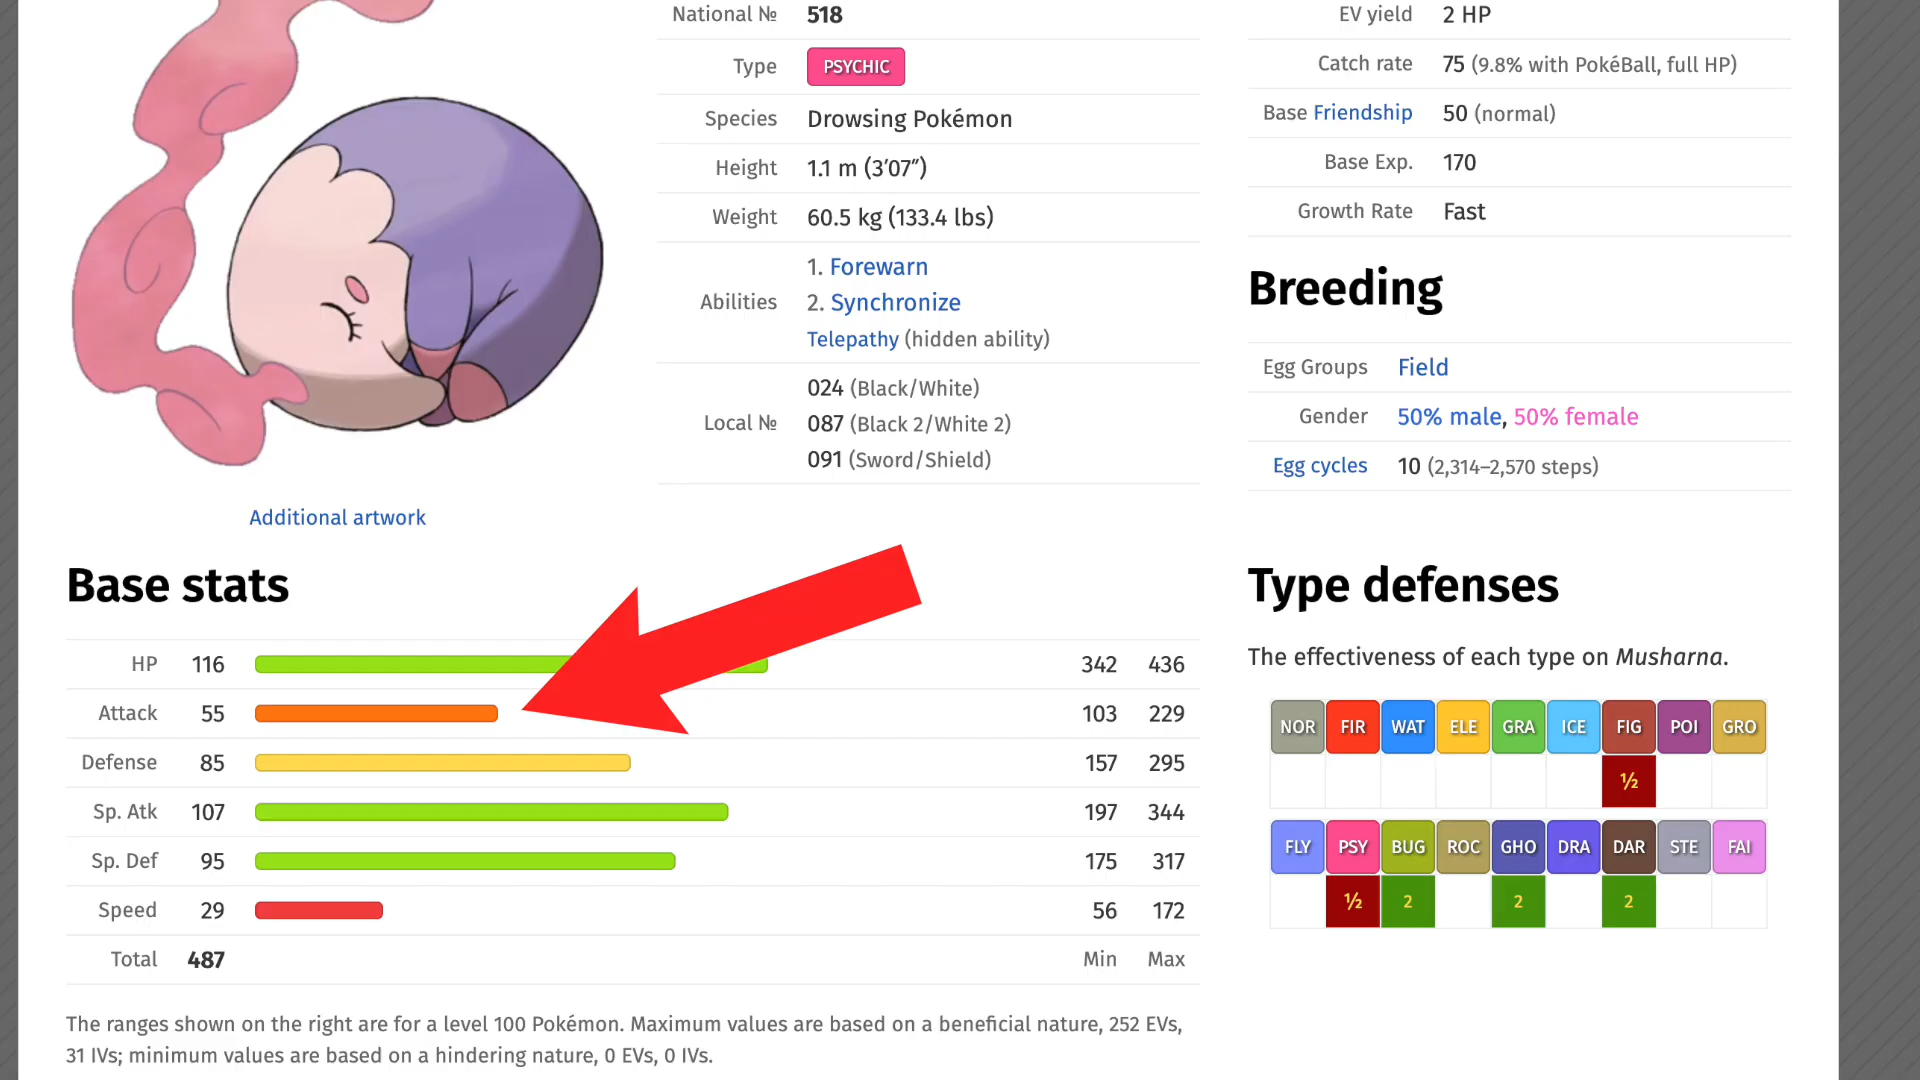 National № 518
Type PSYCHIC
Species Drowsing Pokémon
Height 1.1 m (3′07″)
Weight 60.5 kg (133.4 lbs)
Abilities
1. Forewarn
2. Synchronize
Telepathy (hidden ability)
Local №
024 (Black/White)
087 (Black 2/White 2)
091 (Sword/Shield)
EV yield 2 HP
Catch rate 75 (9.8% with PokéBall, full HP)
Base Friendship 50 (normal)
Base Exp. 170
Growth Rate Fast
Breeding
Egg Groups Field
Gender 50% male, 50% female
Egg cycles 10 (2,314–2,570 steps)
Additional artwork
Base stats
HP 116 342 436
Attack 55 103 229
Defense 85 157 295
Sp. Atk 107 197 344
Sp. Def 95 175 317
Speed 29 56 172
Total 487 Min Max
The ranges shown on the right are for a level 100 Pokémon. Maximum values are based on a beneficial nature, 252 EVs,
31 IVs; minimum values are based on a hindering nature, 0 EVs, 0 IVs.
Type defenses
The effectiveness of each type on Musharna.
NOR FIR WAT ELE GRA ICE FIG POI GRO
½
FLY PSY BUG ROC GHO DRA DAR STE FAI
½ 2 2 2